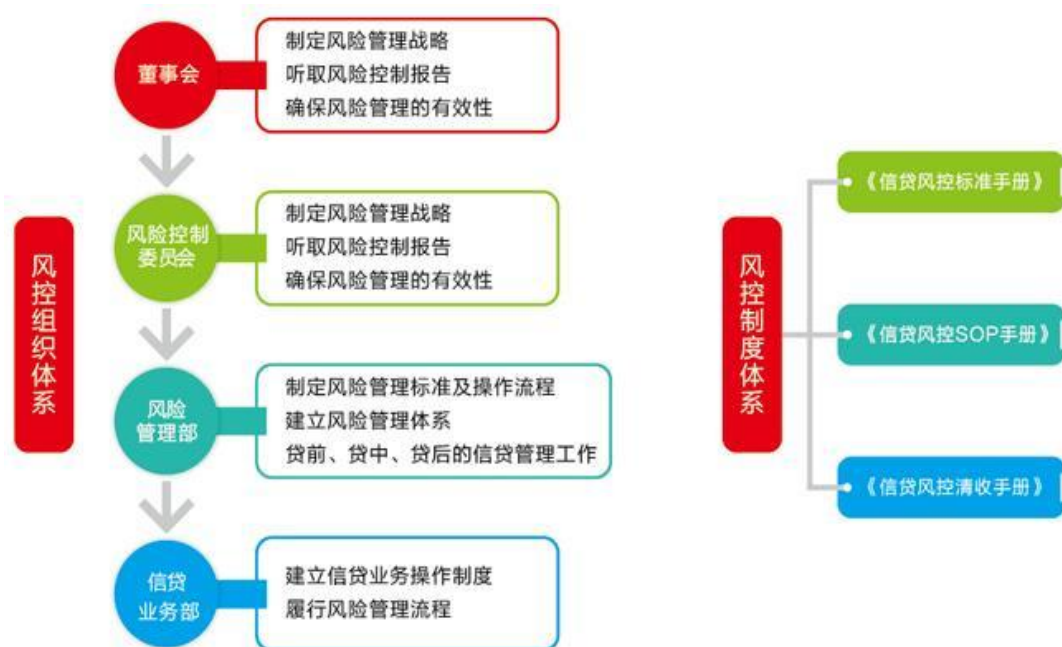 风控组织体系
董事会
制定风险管理战略
听取风险控制报告
确保风险管理的有效性
风险控制
委员会
制定风险管理战略
听取风险控制报告
确保风险管理的有效性
风险
管理部
制定风险管理标准及操作流程
建立风险管理体系
贷前、贷中、贷后的信贷管理工作
信贷
业务部
建立信贷业务操作制度
履行风险管理流程
风控制度体系
《信贷风控标准手册》
《信贷风控SOP手册》
《信贷风控清收手册》